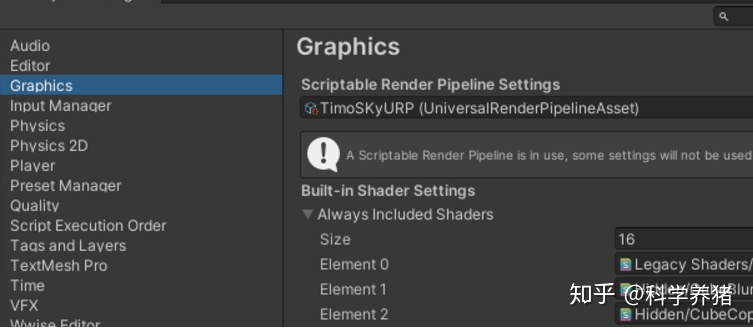 Audio
Editor
Graphics
Input Manager
Physics
Physics 2D
Player
Preset Manager
Quality
Script Execution Order
Tags and Layers
TextMesh Pro
Time
VFX
Wwise Editor
Graphics
Scriptable Render Pipeline Settings
TimoSKyURP (UniversalRenderPipelineAsset)
A Scriptable Render Pipeline is in use, some settings will not be used
Built-in Shader Settings
Always Included Shaders
Size 16
Element 0 Legacy Shaders/
Element 1
Element 2 Hidden/CubeCop
知乎 @科学养猪